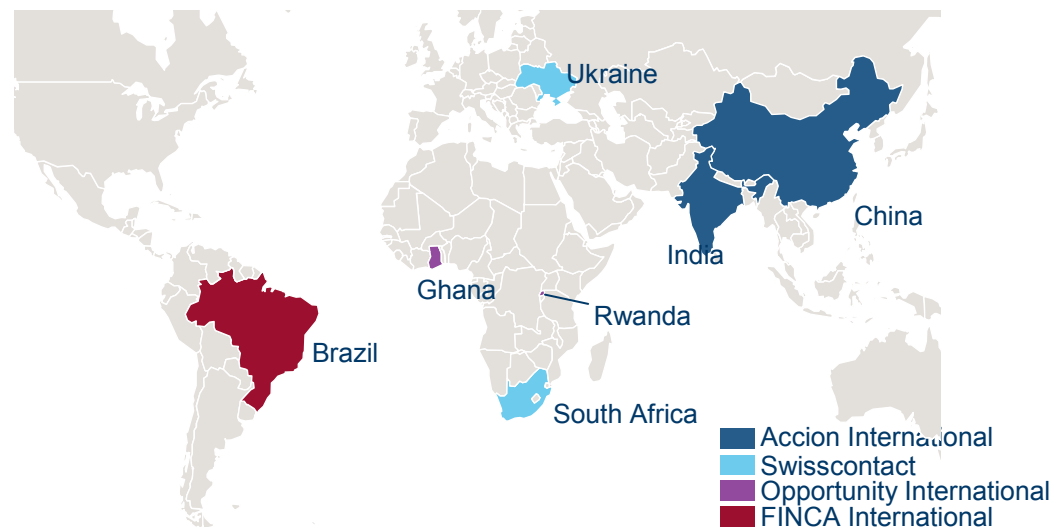 Ukraine
China
India
Ghana
Rwanda
Brazil
South Africa
Accion International
Swisscontact
Opportunity International
FINCA International